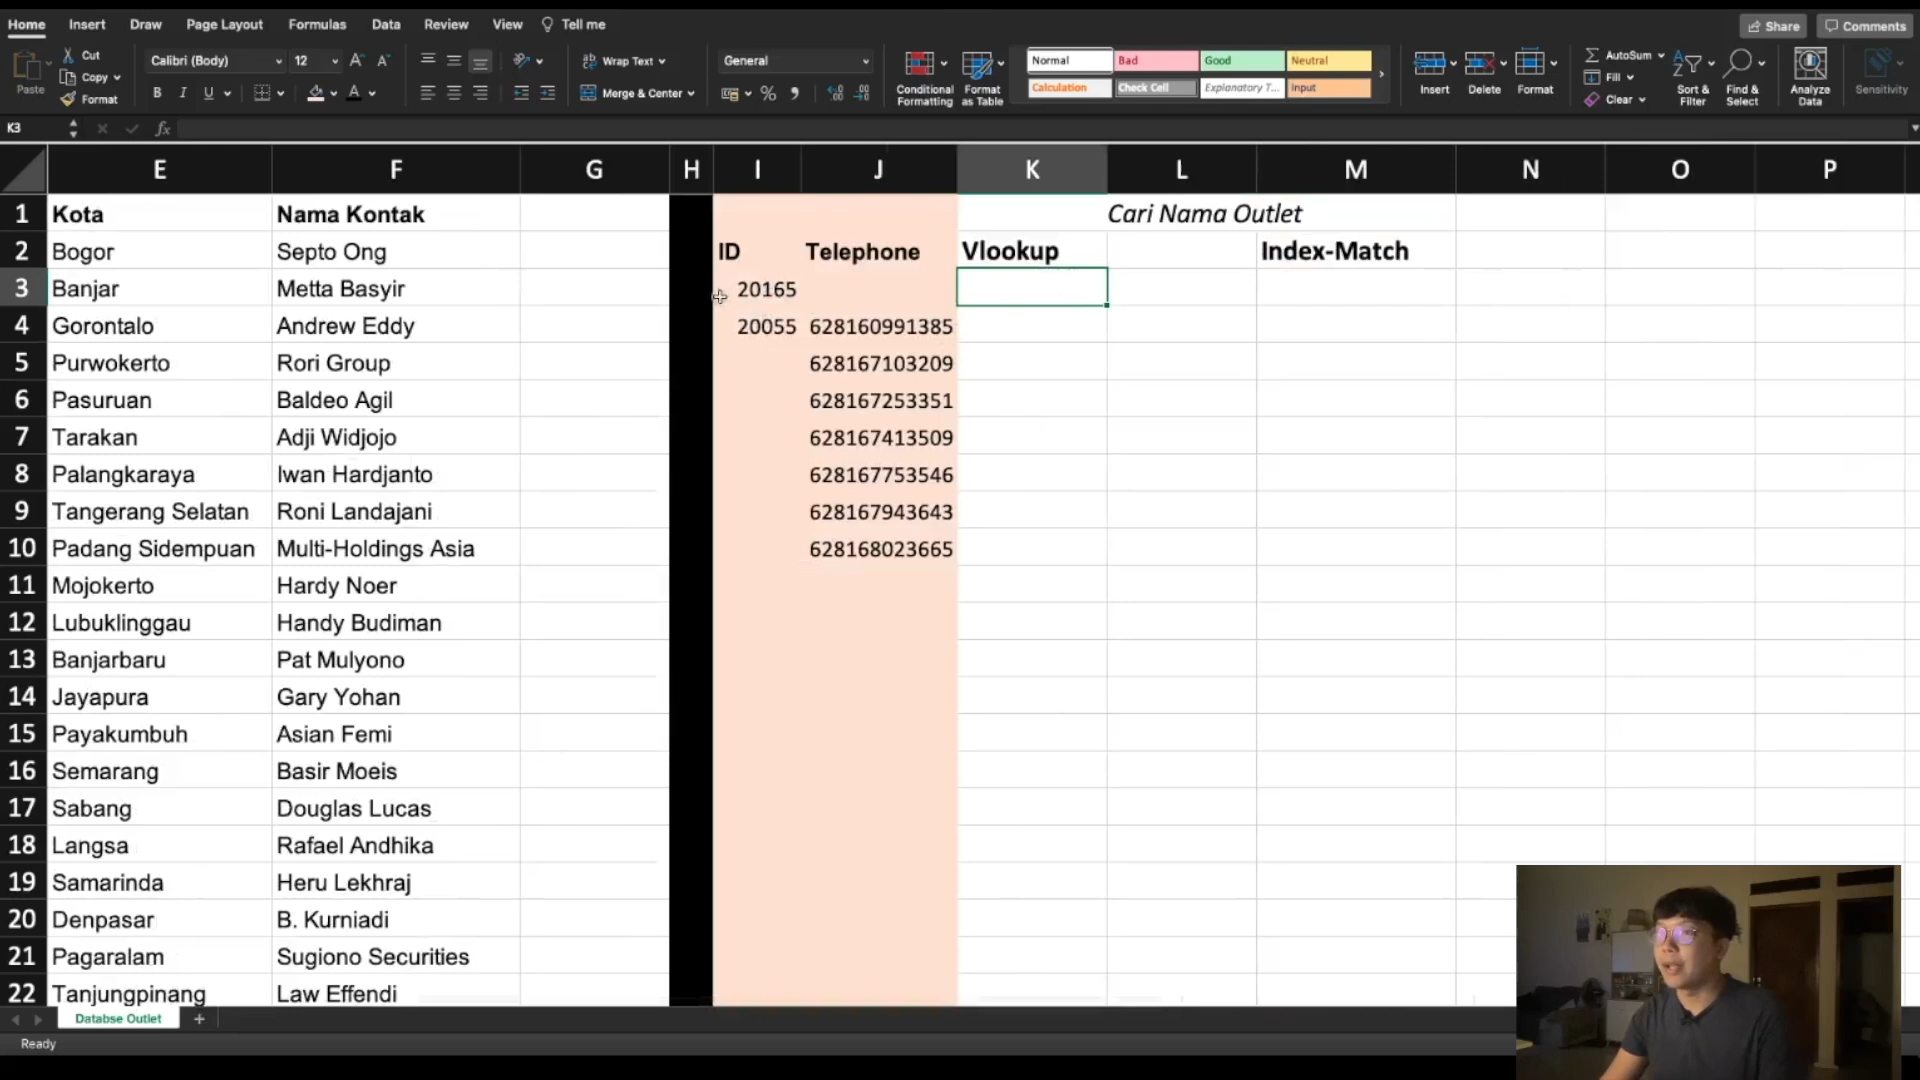 Home Insert Draw Page Layout Formulas Data Review View Tell me Share Comments
Paste Cut Copy Format
Calibri (Body) 12 A A
B I U A
Wrap Text
Merge & Center
General
%
Conditional Formatting
Format as Table
Normal Bad Good Neutral
Calculation Check Cell Explanatory T... Input
Insert Delete Format
AutoSum
Fill
Clear
Sort & Filter
Find & Select
Analyze Data
Sensitivity
K3 fx
E F G H I J K L M N O P
1 Kota Nama Kontak Cari Nama Outlet
2 Bogor Septo Ong ID Telephone Vlookup Index-Match
3 Banjar Metta Basyir 20165
4 Gorontalo Andrew Eddy 20055 628160991385
5 Purwokerto Rori Group 628167103209
6 Pasuruan Baldeo Agil 628167253351
7 Tarakan Adji Widjojo 628167413509
8 Palangkaraya Iwan Hardjanto 628167753546
9 Tangerang Selatan Roni Landajani 628167943643
10 Padang Sidempuan Multi-Holdings Asia 628168023665
11 Mojokerto Hardy Noer
12 Lubuklinggau Handy Budiman
13 Banjarbaru Pat Mulyono
14 Jayapura Gary Yohan
15 Payakumbuh Asian Femi
16 Semarang Basir Moeis
17 Sabang Douglas Lucas
18 Langsa Rafael Andhika
19 Samarinda Heru Lekhraj
20 Denpasar B. Kurniadi
21 Pagaralam Sugiono Securities
22 Tanjungpinang Law Effendi
Databse Outlet +
Ready